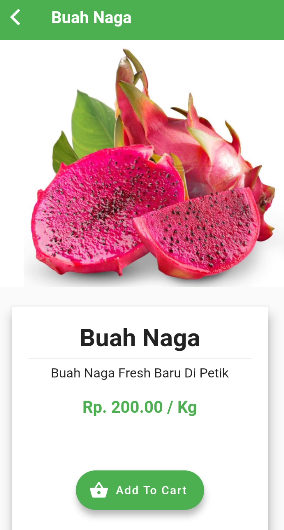 Buah Naga
Buah Naga
Buah Naga Fresh Baru Di Petik
Rp. 200.00 / Kg
Add To Cart